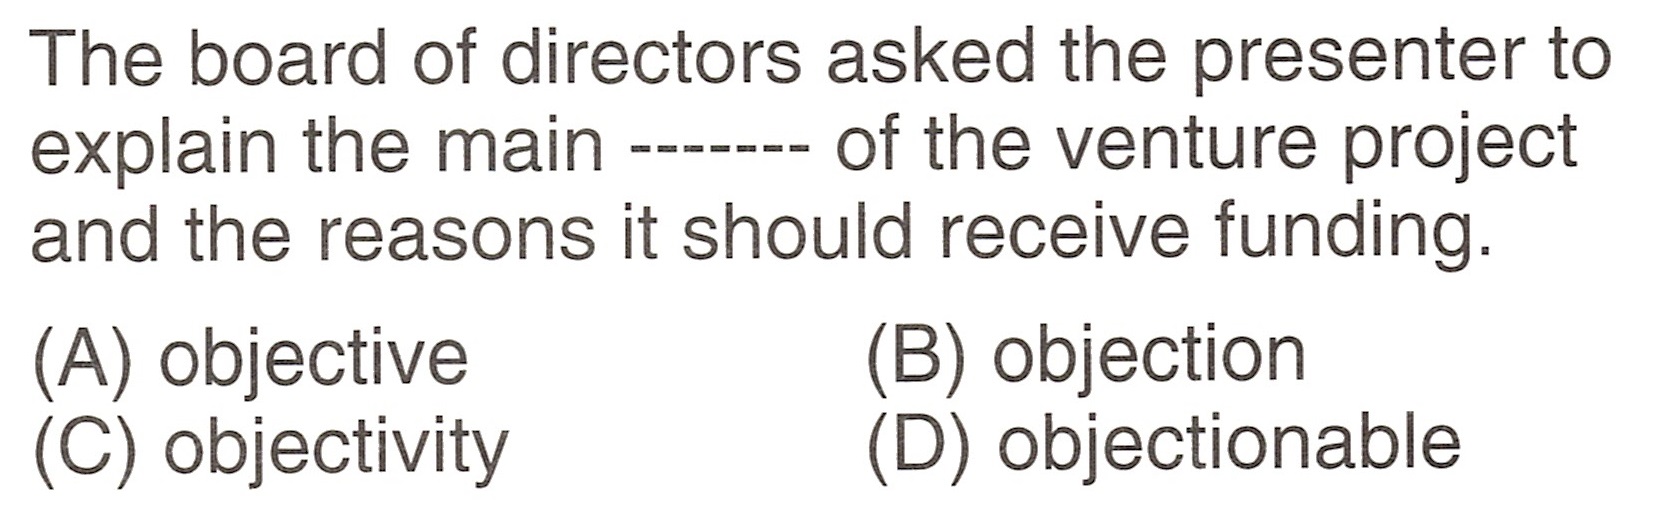 The board of directors asked the presenter to
explain the main ------- of the venture project
and the reasons it should receive funding.
(A) objective (B) objection
(C) objectivity (D) objectionable